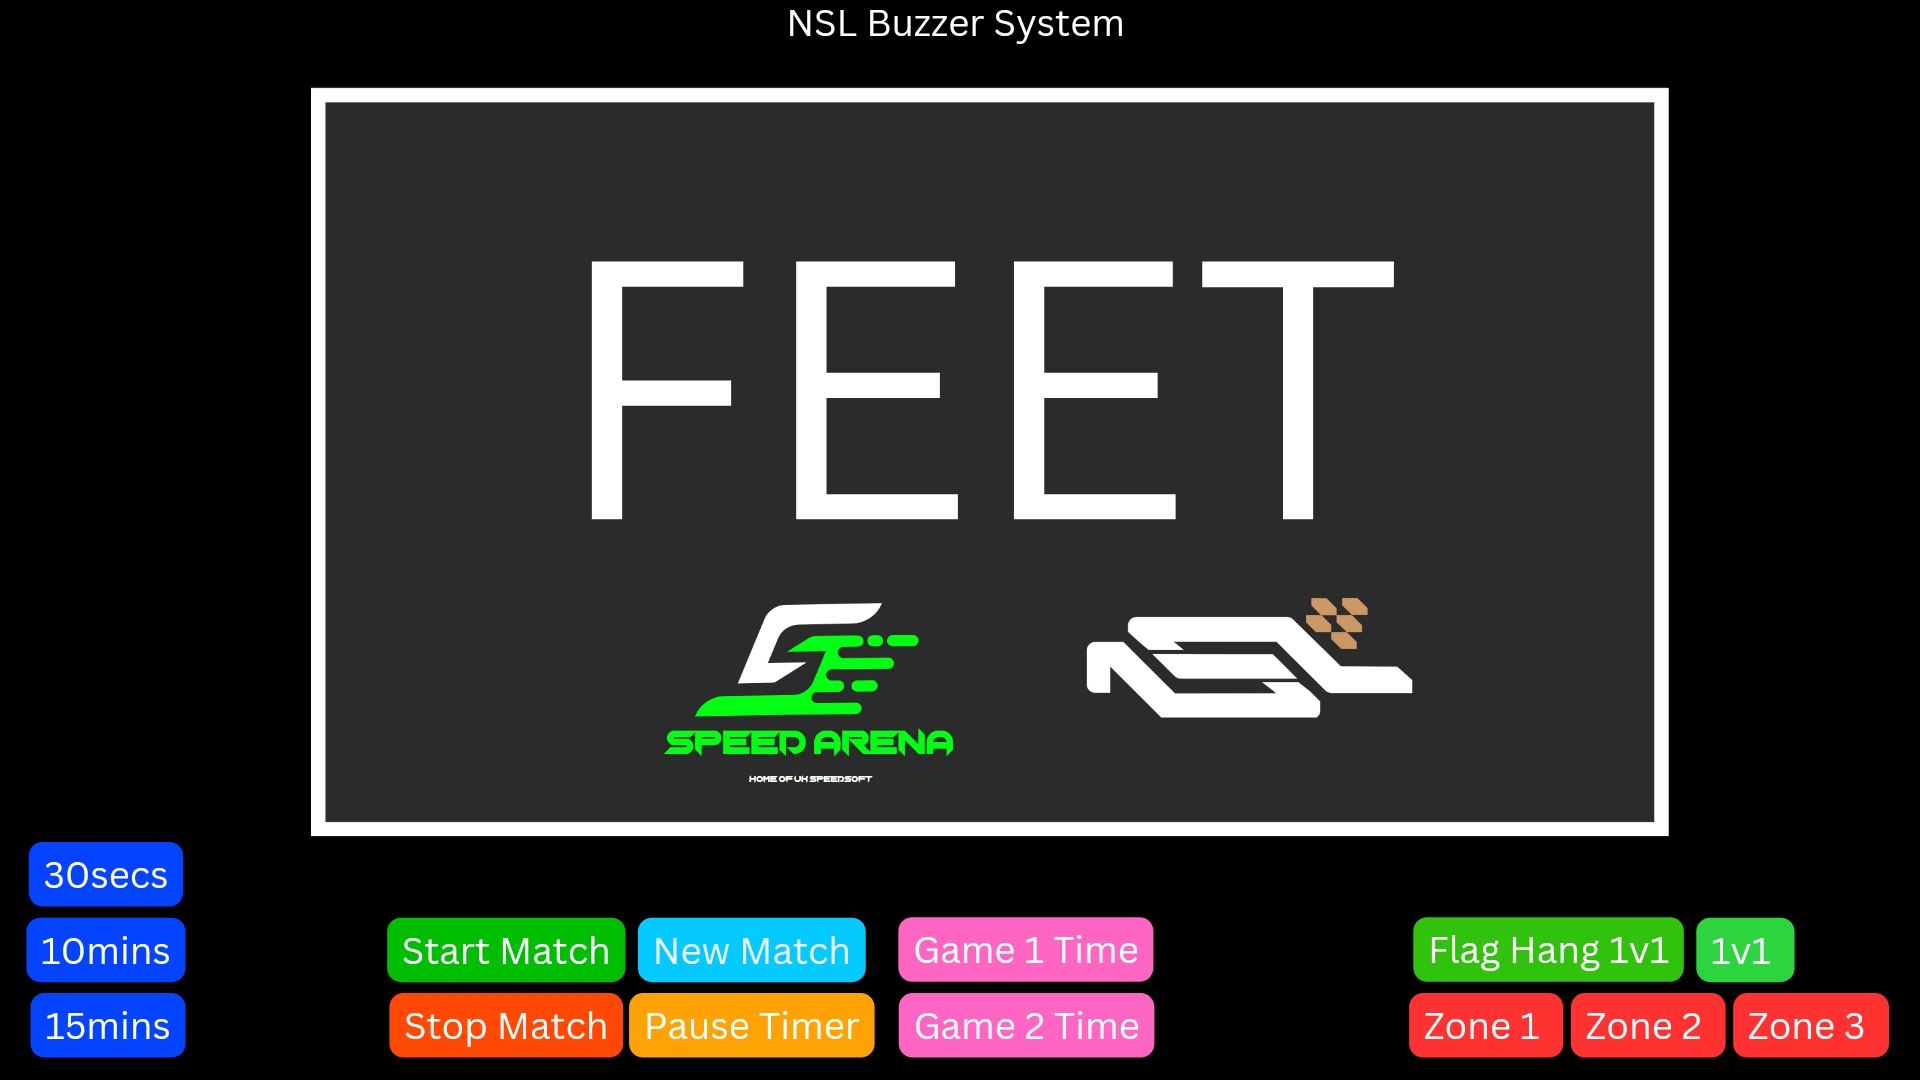 NSL Buzzer System
FEET
SPEED ARENA
HOME OF UK SPEEDSOFT
NSL
30secs
10mins
15mins
Start Match
New Match
Game 1 Time
Stop Match
Pause Timer
Game 2 Time
Flag Hang 1v1
1v1
Zone 1
Zone 2
Zone 3